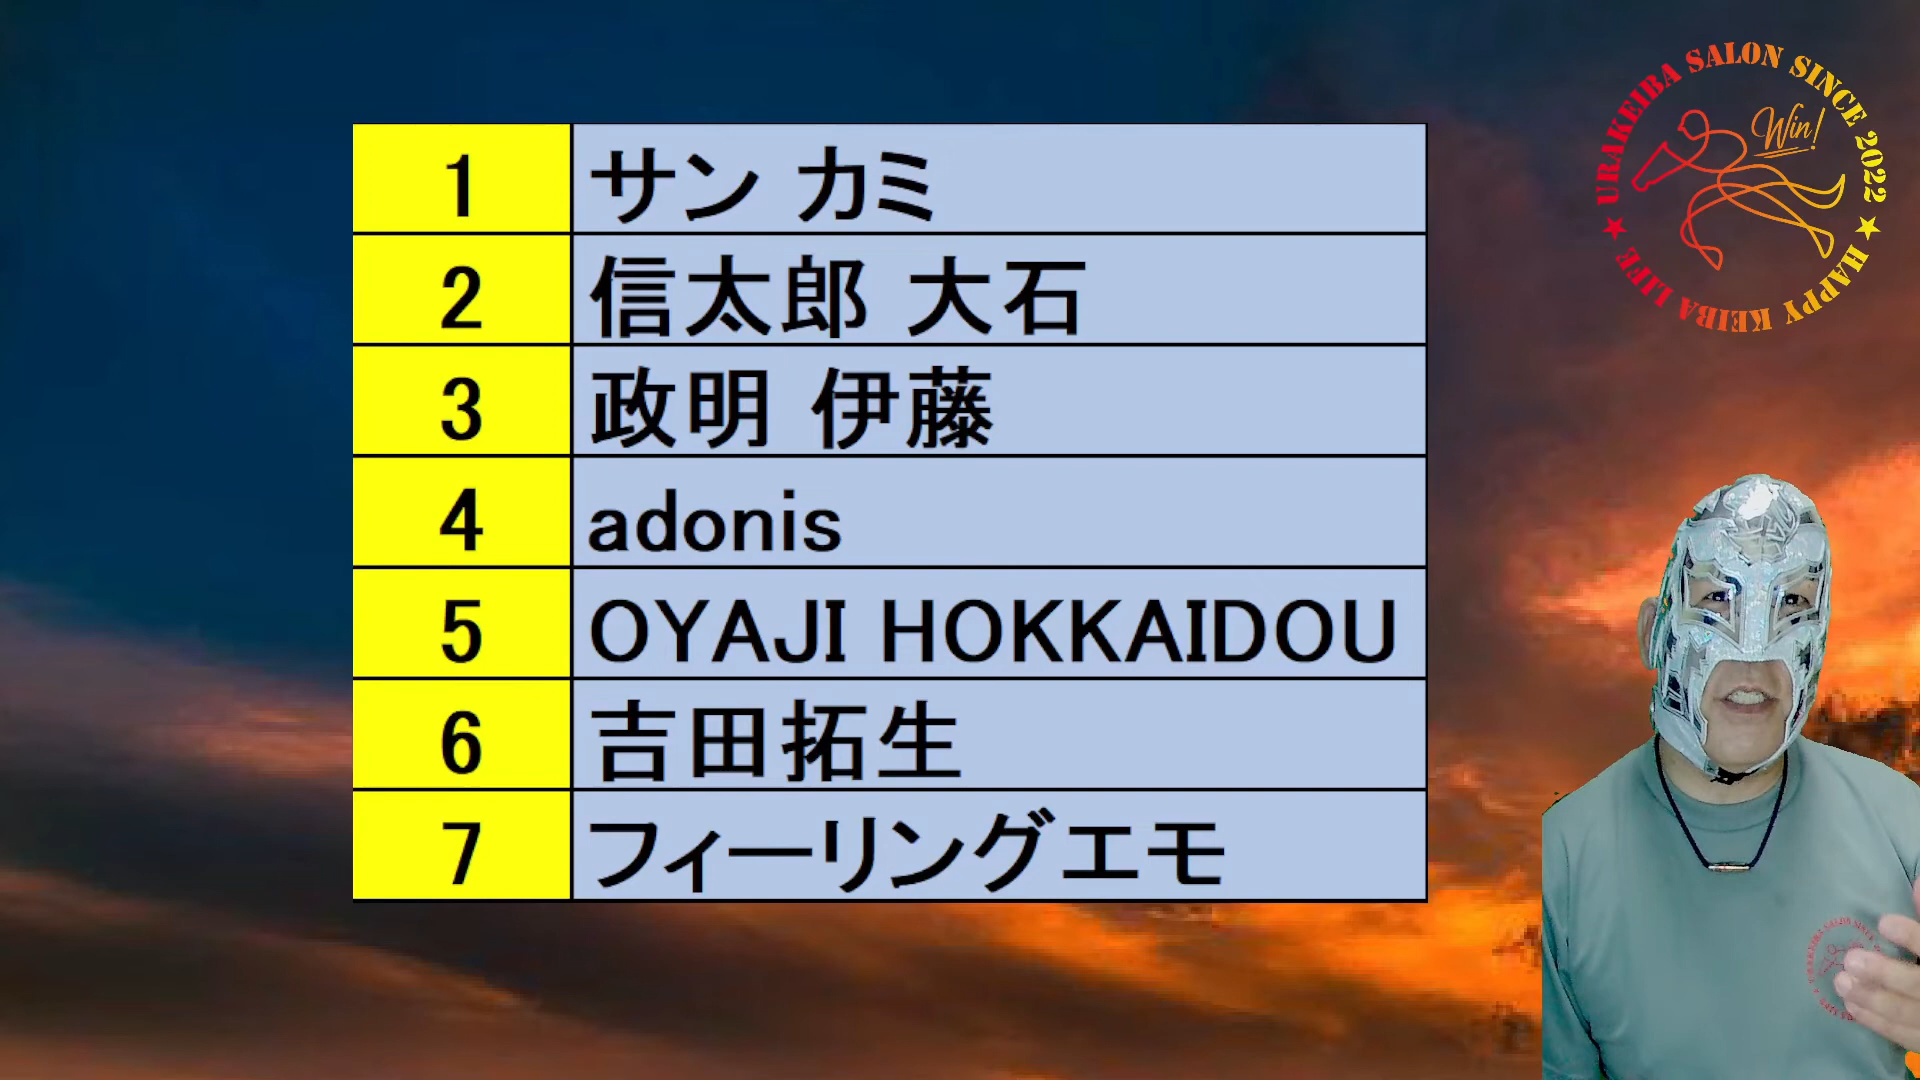 1 サン カミ
2 信太郎 大石
3 政明 伊藤
4 adonis
5 OYAJI HOKKAIDOU
6 吉田拓生
7 フィーリングエモ
URAKEIBA SALON SINCE 2022 ★ HAPPY KEIBA LIFE ★
Win!